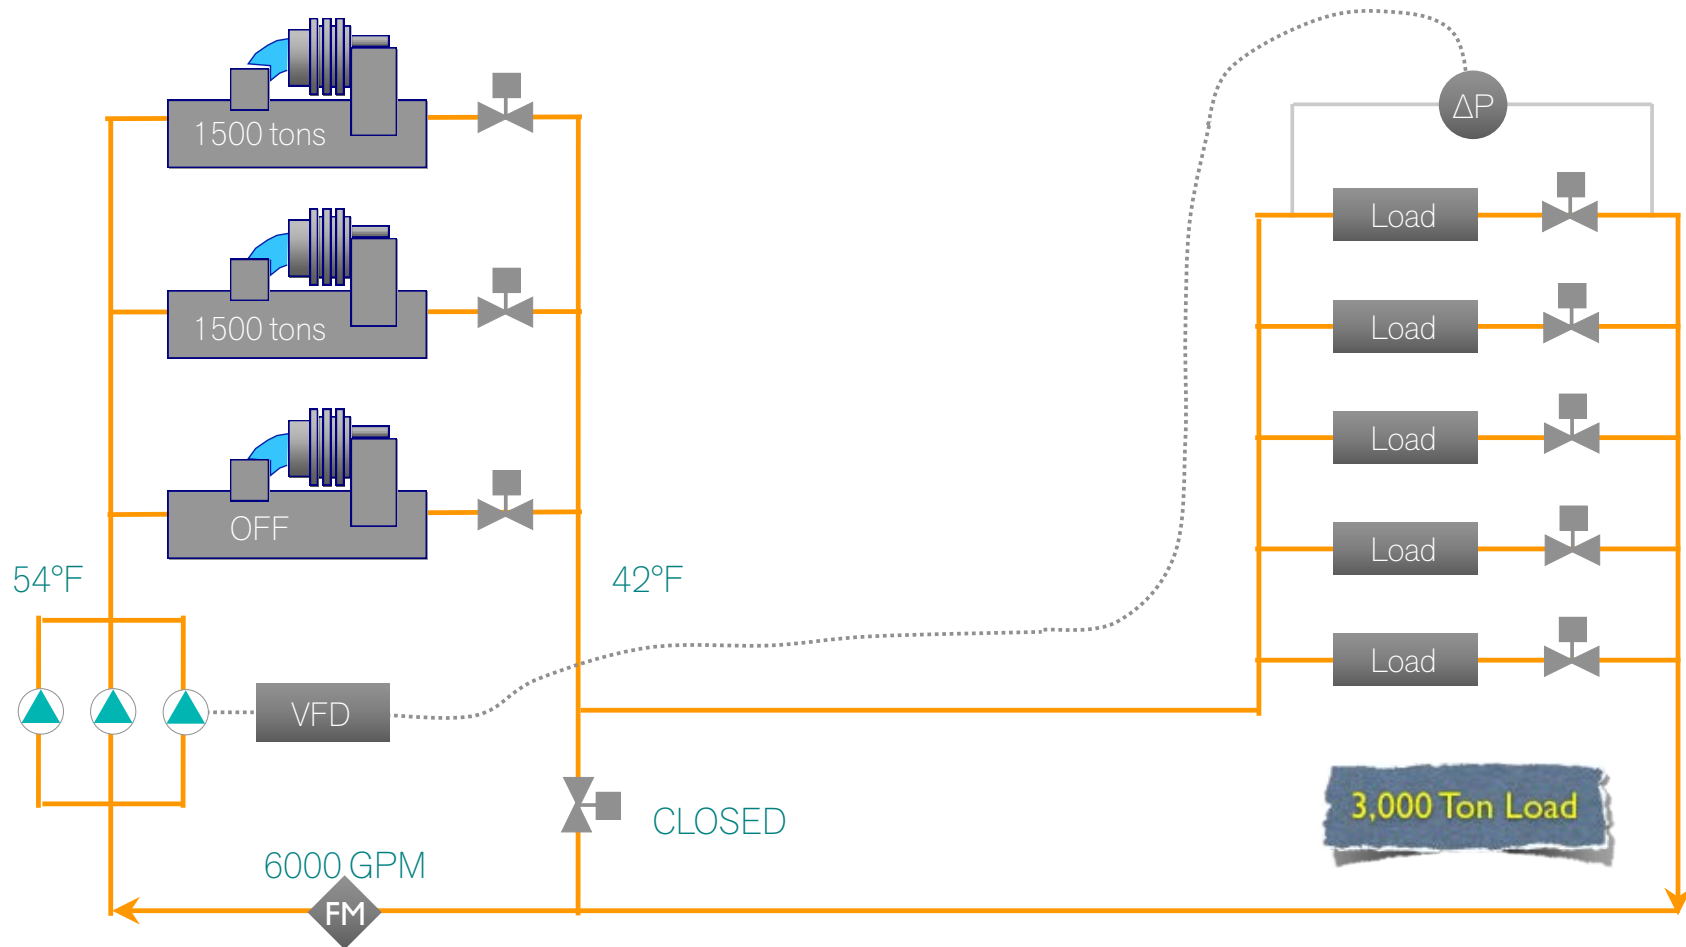 1500 tons
ΔP
Load
1500 tons
Load
Load
OFF
54°F
42°F
Load
Load
VFD
3,000 Ton Load
CLOSED
6000 GPM
FM